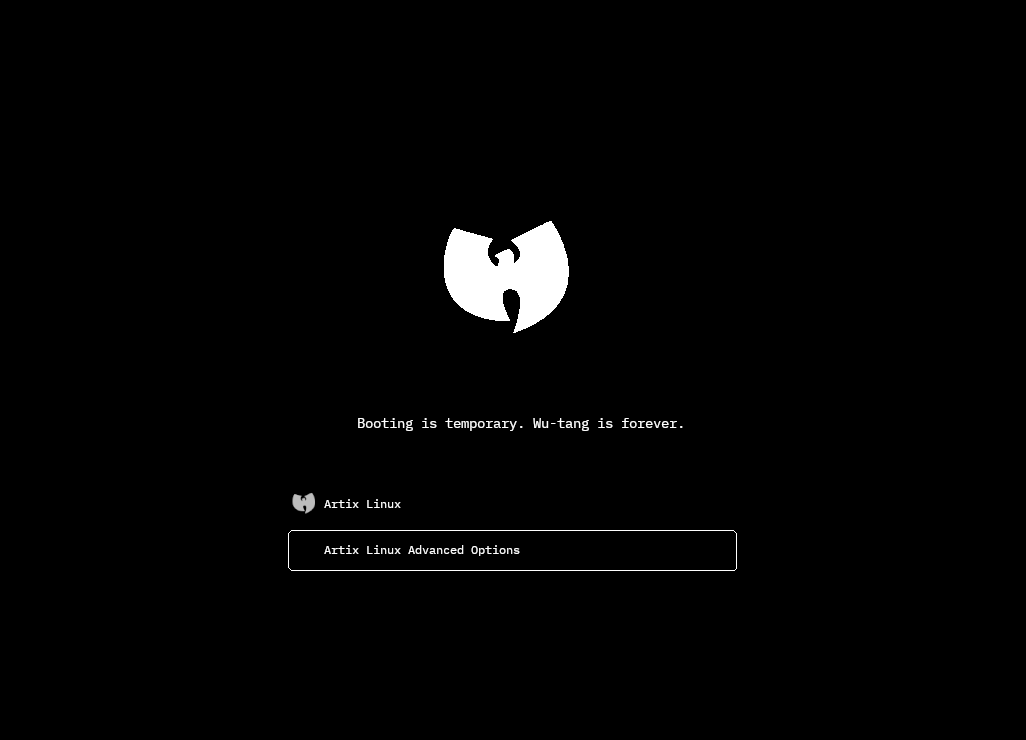 Booting is temporary. Wu-tang is forever.
Artix Linux
Artix Linux Advanced Options